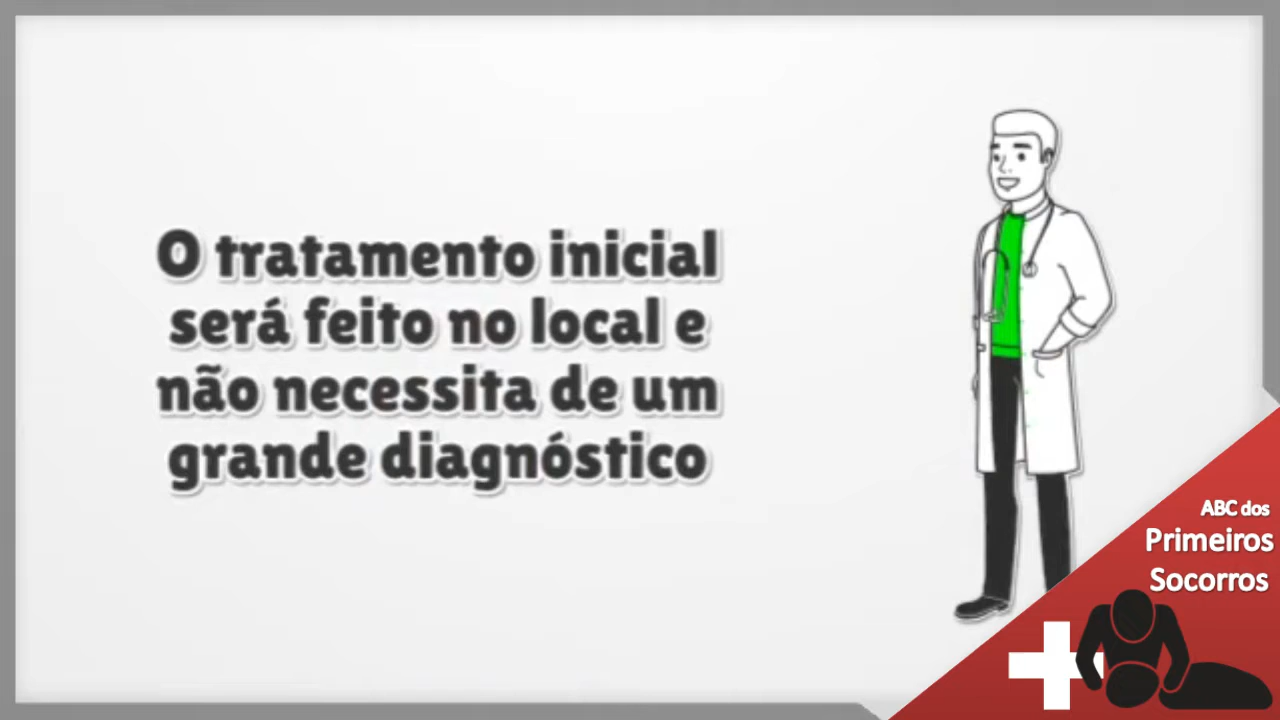 O tratamento inicial
será feito no local e
não necessita de um
grande diagnóstico
ABC dos
Primeiros
Socorros